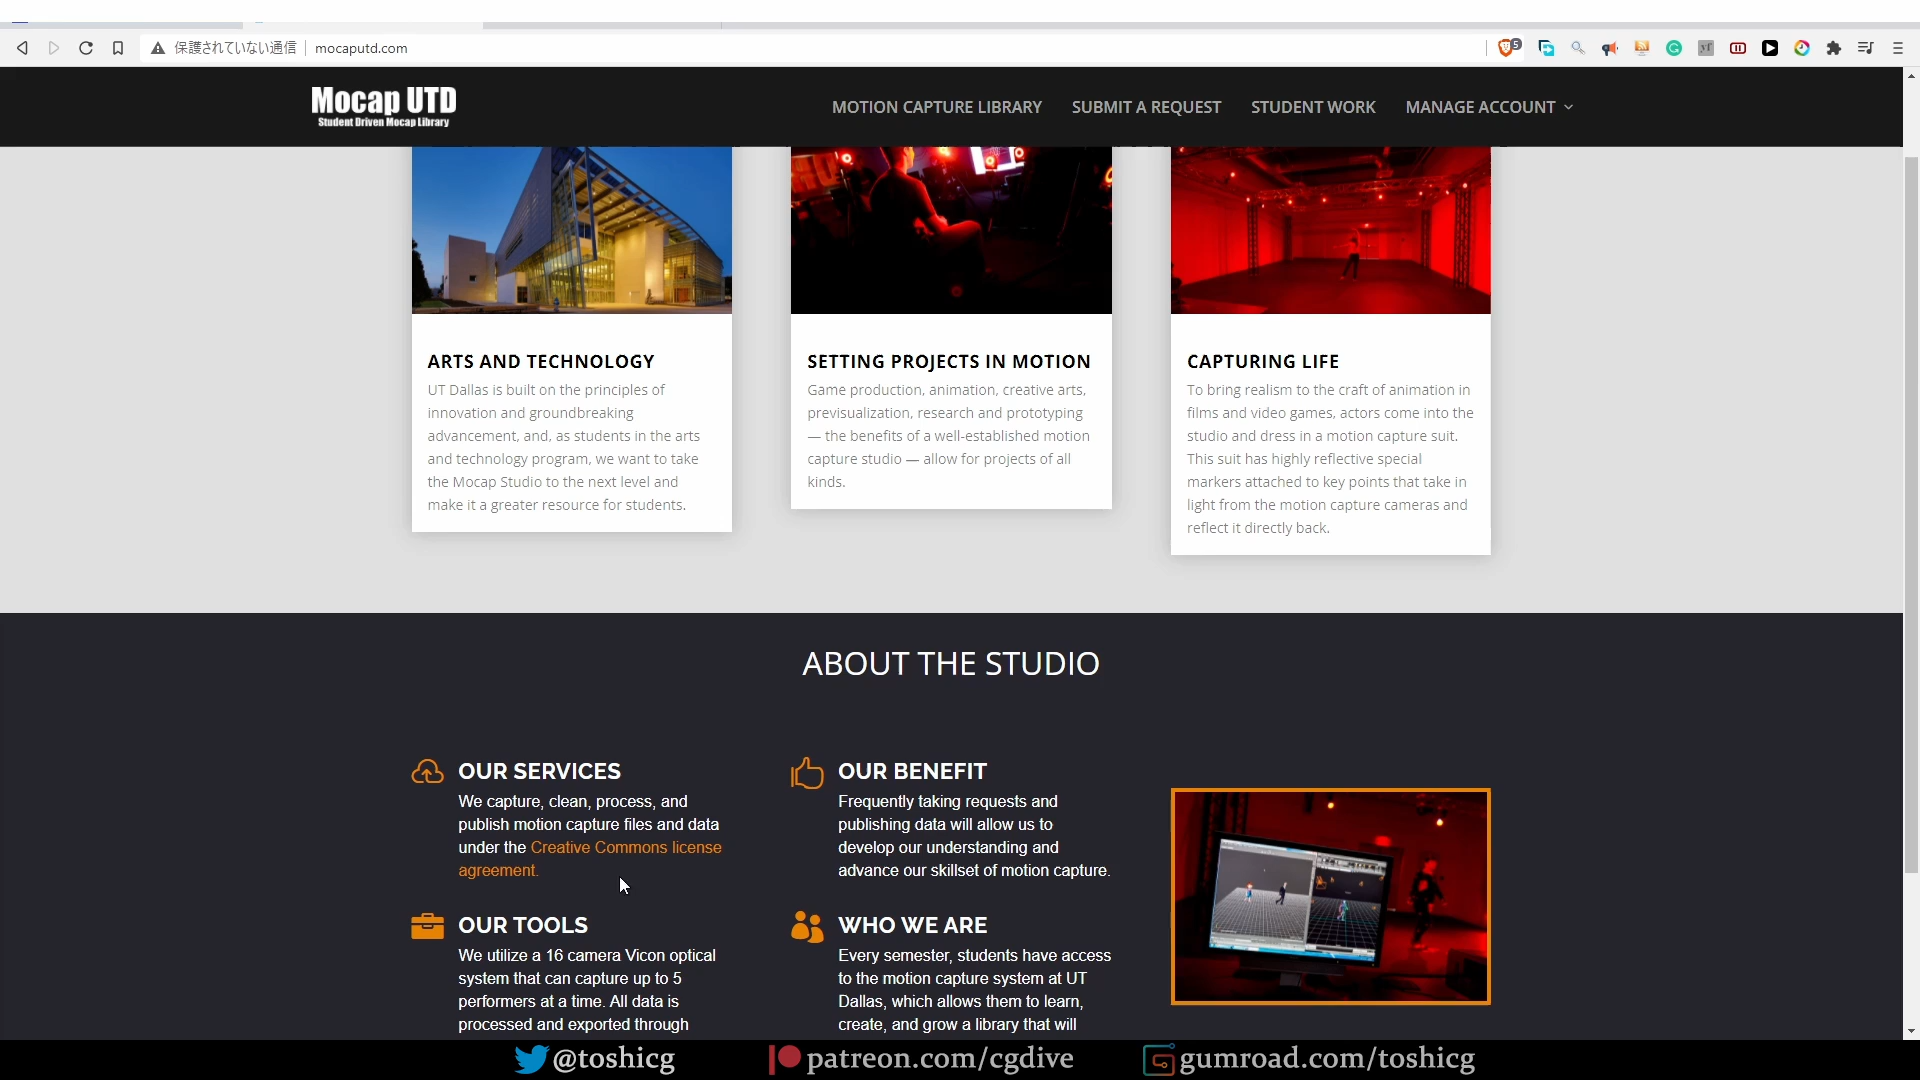 保護されていない通信 mocaputd.com
Mocap UTD
Student Driven Mocap Library
MOTION CAPTURE LIBRARY SUBMIT A REQUEST STUDENT WORK MANAGE ACCOUNT
ARTS AND TECHNOLOGY
UT Dallas is built on the principles of
innovation and groundbreaking
advancement, and, as students in the arts
and technology program, we want to take
the Mocap Studio to the next level and
make it a greater resource for students.
SETTING PROJECTS IN MOTION
Game production, animation, creative arts,
previsualization, research and prototyping
— the benefits of a well-established motion
capture studio — allow for projects of all
kinds.
CAPTURING LIFE
To bring realism to the craft of animation in
films and video games, actors come into the
studio and dress in a motion capture suit.
This suit has highly reflective special
markers attached to key points that take in
light from the motion capture cameras and
reflect it directly back.
ABOUT THE STUDIO
OUR SERVICES
We capture, clean, process, and
publish motion capture files and data
under the Creative Commons license
agreement.
OUR BENEFIT
Frequently taking requests and
publishing data will allow us to
develop our understanding and
advance our skillset of motion capture.
OUR TOOLS
We utilize a 16 camera Vicon optical
system that can capture up to 5
performers at a time. All data is
processed and exported through
WHO WE ARE
Every semester, students have access
to the motion capture system at UT
Dallas, which allows them to learn,
create, and grow a library that will
@toshicg patreon.com/cgdive gumroad.com/toshicg